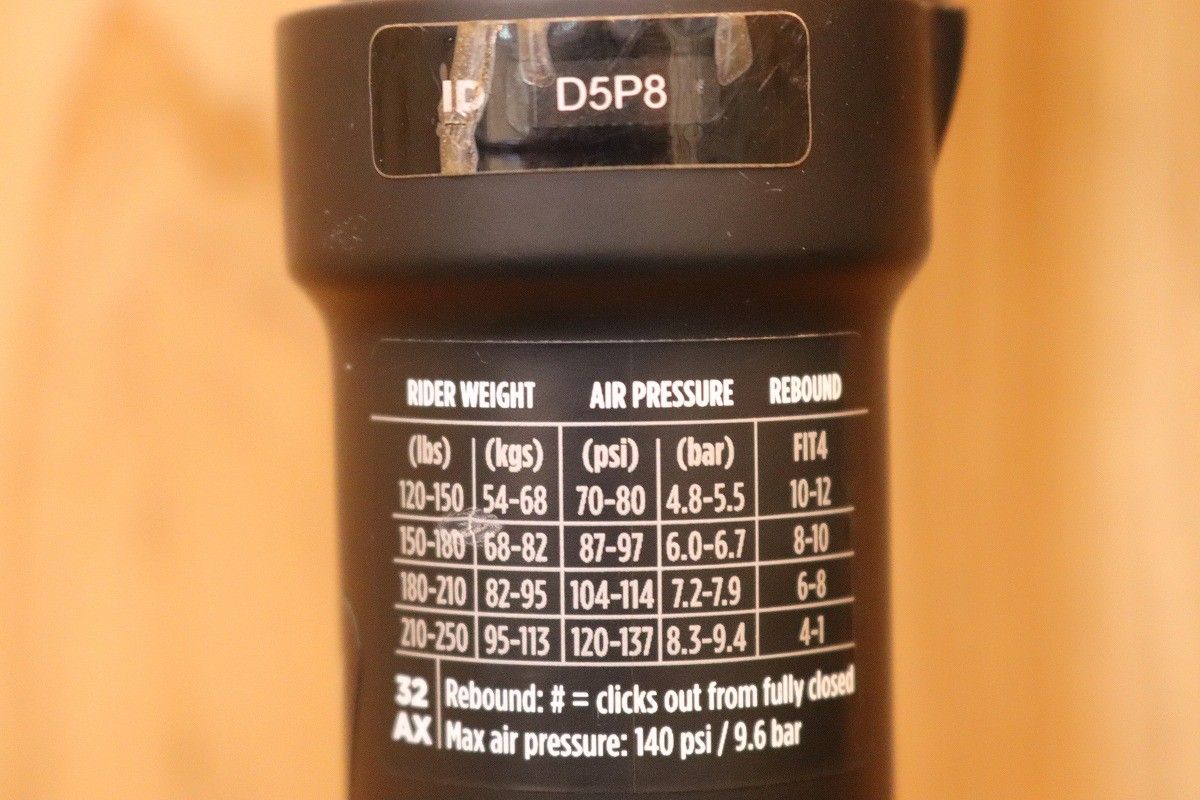 ID D5P8
RIDER WEIGHT AIR PRESSURE REBOUND
(lbs) (kgs) (psi) (bar) FIT4
120-150 54-68 70-80 4.8-5.5 10-12
150-180 68-82 87-97 6.0-6.7 8-10
180-210 82-95 104-114 7.2-7.9 6-8
210-250 95-113 120-137 8.3-9.4 4-1
32 Rebound: # = clicks out from fully closed
AX Max air pressure: 140 psi / 9.6 bar